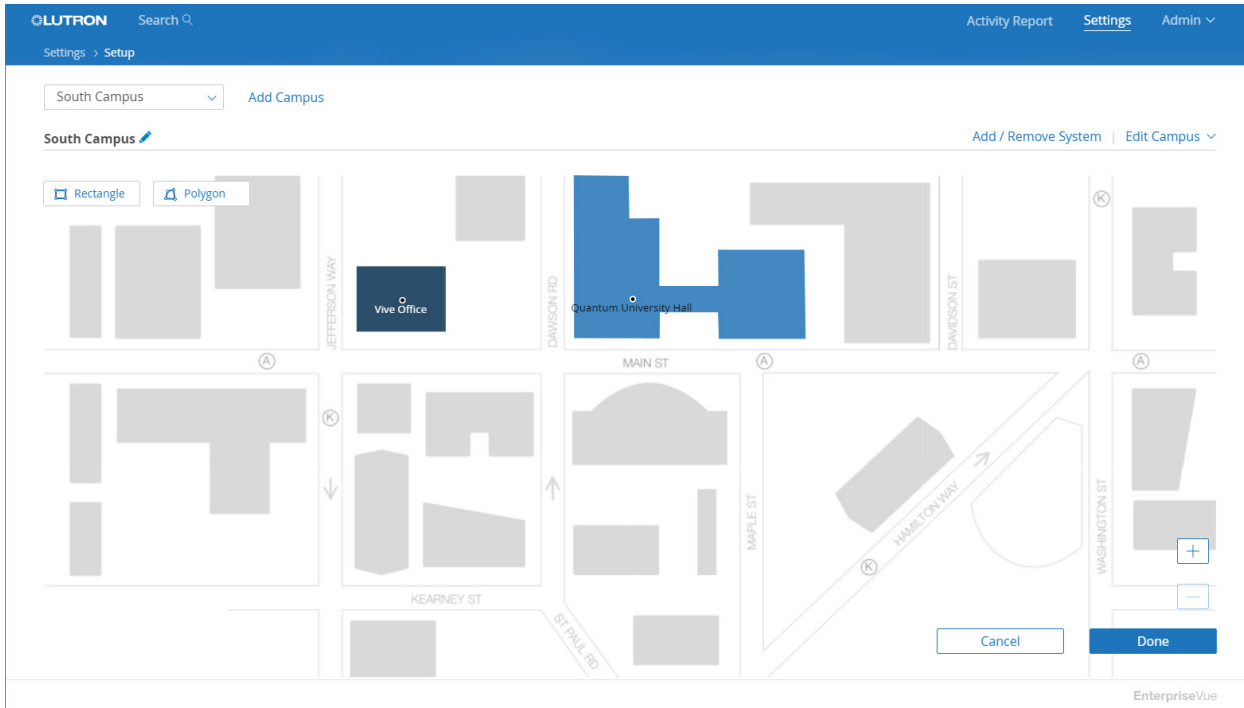 LUTRON Search Activity Report Settings Admin
Settings > Setup
South Campus Add Campus
South Campus Add / Remove System | Edit Campus
Rectangle Polygon
K
JEFFERSON WAY
Vive Office
DAWSON RD
Quantum University Hall
DAVIDSON ST
A MAIN ST A A
K
MAPLE ST
HAMILTON WAY
WASHINGTON ST
K
+
KEARNEY ST
−
ST PAUL RD
Cancel Done
EnterpriseVue